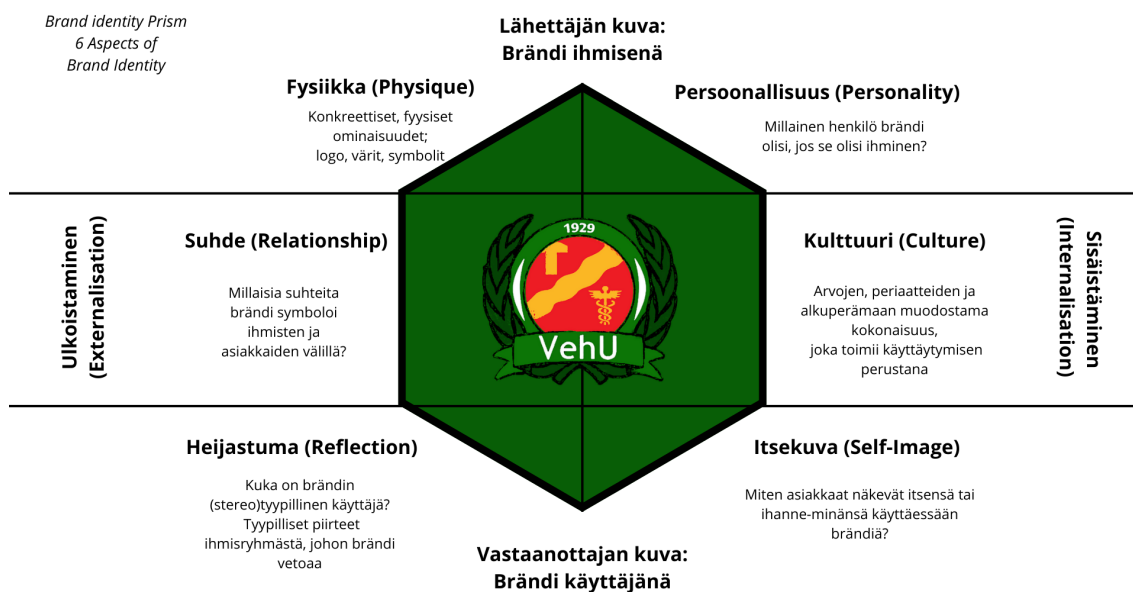 Brand identity Prism
6 Aspects of
Brand Identity
Lähettäjän kuva:
Brändi ihmisenä
Fysiikka (Physique)
Konkreettiset, fyysiset
ominaisuudet;
logo, värit, symbolit
Persoonallisuus (Personality)
Millainen henkilö brändi
olisi, jos se olisi ihminen?
Ulkoistaminen
(Externalisation)
Suhde (Relationship)
Millaisia suhteita
brändi symboloi
ihmisten ja
asiakkaiden välillä?
1929
VehU
Kulttuuri (Culture)
Arvojen, periaatteiden ja
alkuperämaan muodostama
kokonaisuus,
joka toimii käyttäytymisen
perustana
Sisäistäminen
(Internalisation)
Heijastuma (Reflection)
Kuka on brändin
(stereo)tyypillinen käyttäjä?
Tyypilliset piirteet
ihmisryhmästä, johon brändi
vetoaa
Itsekuva (Self-Image)
Miten asiakkaat näkevät itsensä tai
ihanne-minänsä käyttäessään
brändiä?
Vastaanottajan kuva:
Brändi käyttäjänä